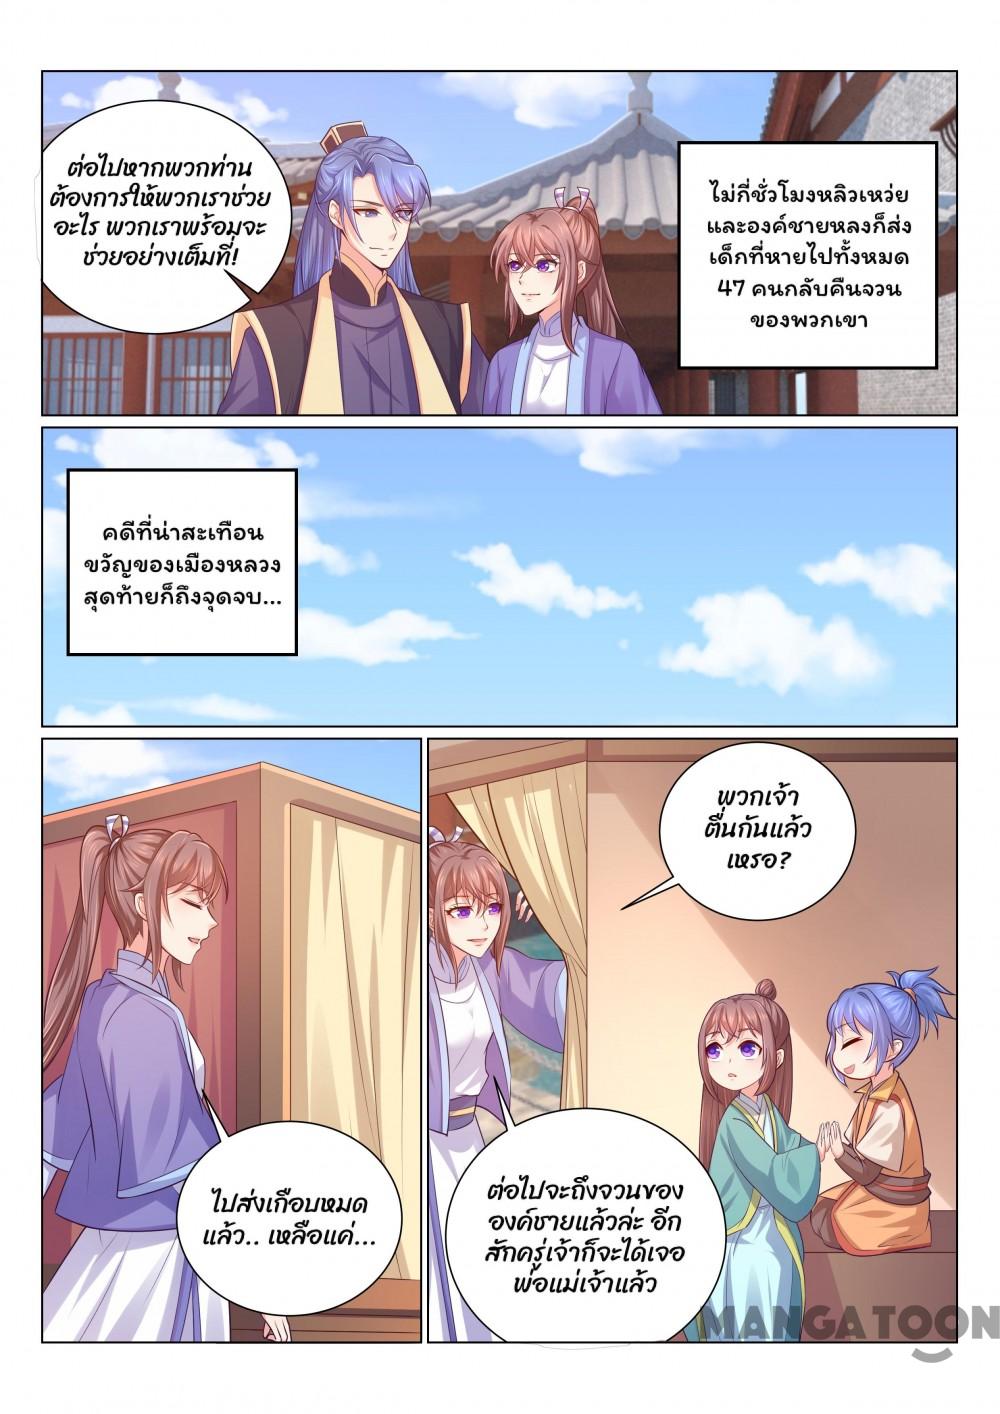 ต่อไปหากพวกท่าน
ต้องการให้พวกเราช่วย
อะไร พวกเราพร้อมจะ
ช่วยอย่างเต็มที่!
ไม่กี่ชั่วโมงหลิวเหว่ย
และองค์ชายหลงก็ส่ง
เด็กที่หายไปทั้งหมด
47 คนกลับคืนจวน
ของพวกเขา
คดีที่น่าสะเทือน
ขวัญของเมืองหลวง
สุดท้ายก็ถึงจุดจบ...
ไปส่งเกือบหมด
แล้ว.. เหลือแค่...
พวกเจ้า
ตื่นกันแล้ว
เหรอ?
ต่อไปจะถึงจวนของ
องค์ชายแล้วล่ะ อีก
สักครู่เจ้าก็จะได้เจอ
พ่อแม่เจ้าแล้ว
MANGATOON